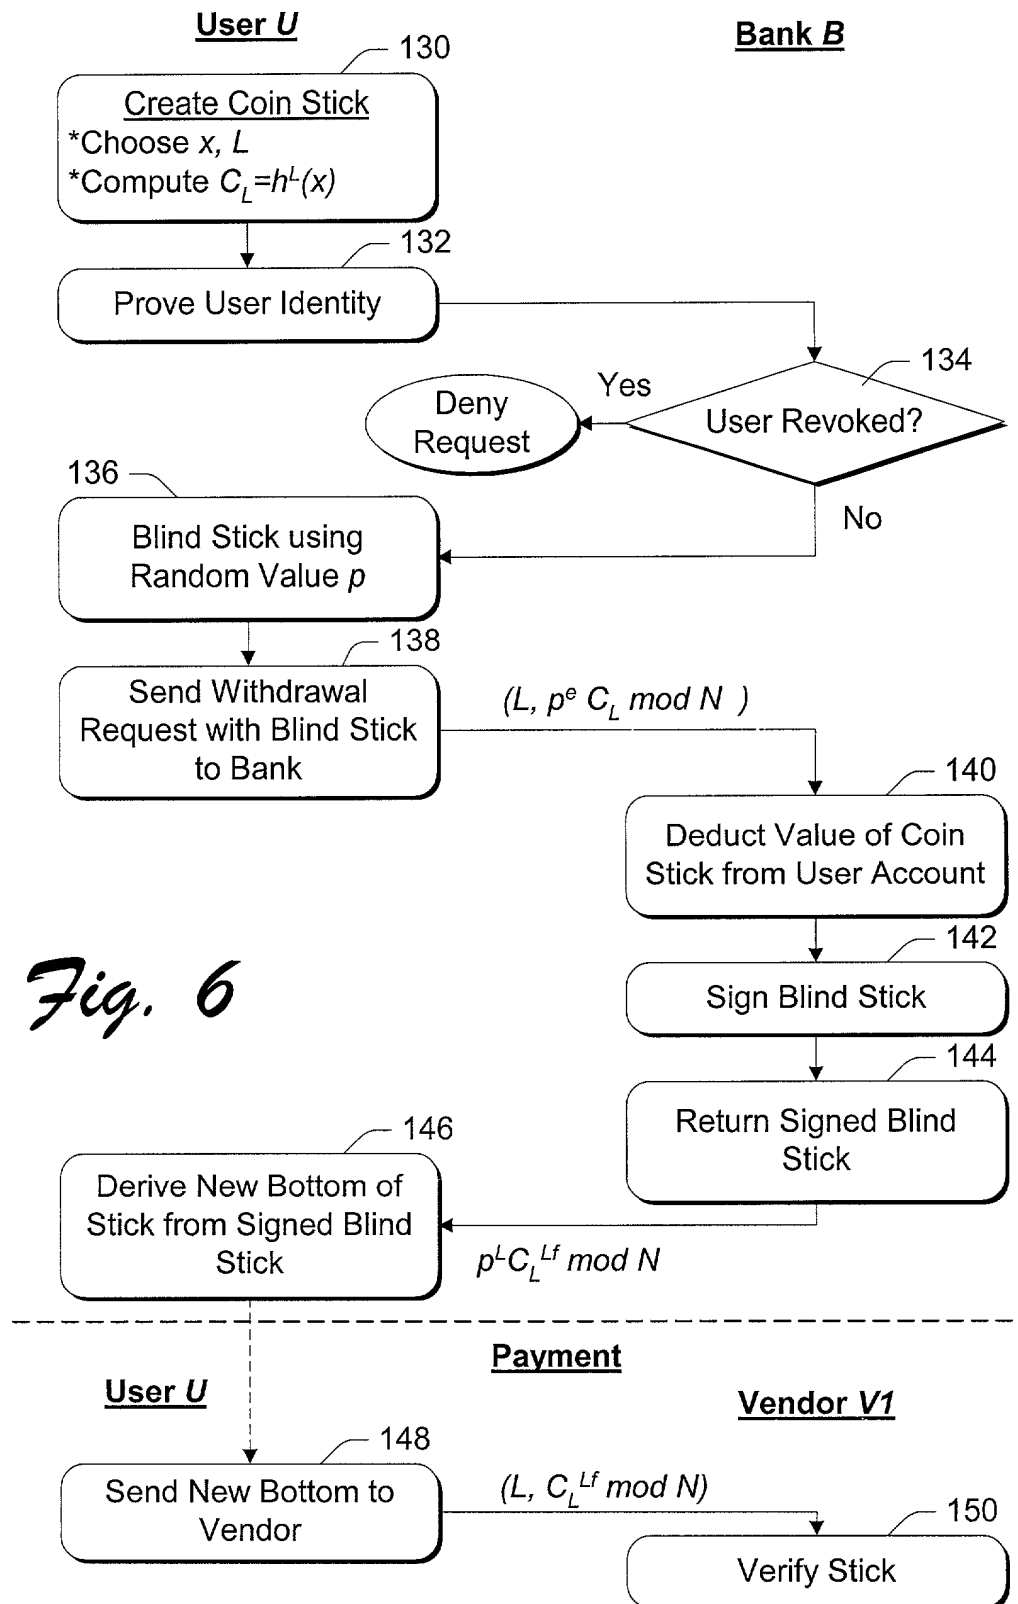 User U
Bank B
130
Create Coin Stick
*Choose x, L
*Compute C_L=h^L(x)
132
Prove User Identity
134
User Revoked?
Yes
Deny
Request
No
136
Blind Stick using
Random Value p
138
Send Withdrawal
Request with Blind Stick
to Bank
(L, p^e C_L mod N )
140
Deduct Value of Coin
Stick from User Account
142
Sign Blind Stick
144
Return Signed Blind
Stick
Fig. 6
146
Derive New Bottom of
Stick from Signed Blind
Stick
p^L C_L^Lf mod N
Payment
User U
Vendor V1
148
Send New Bottom to
Vendor
(L, C_L^Lf mod N)
150
Verify Stick